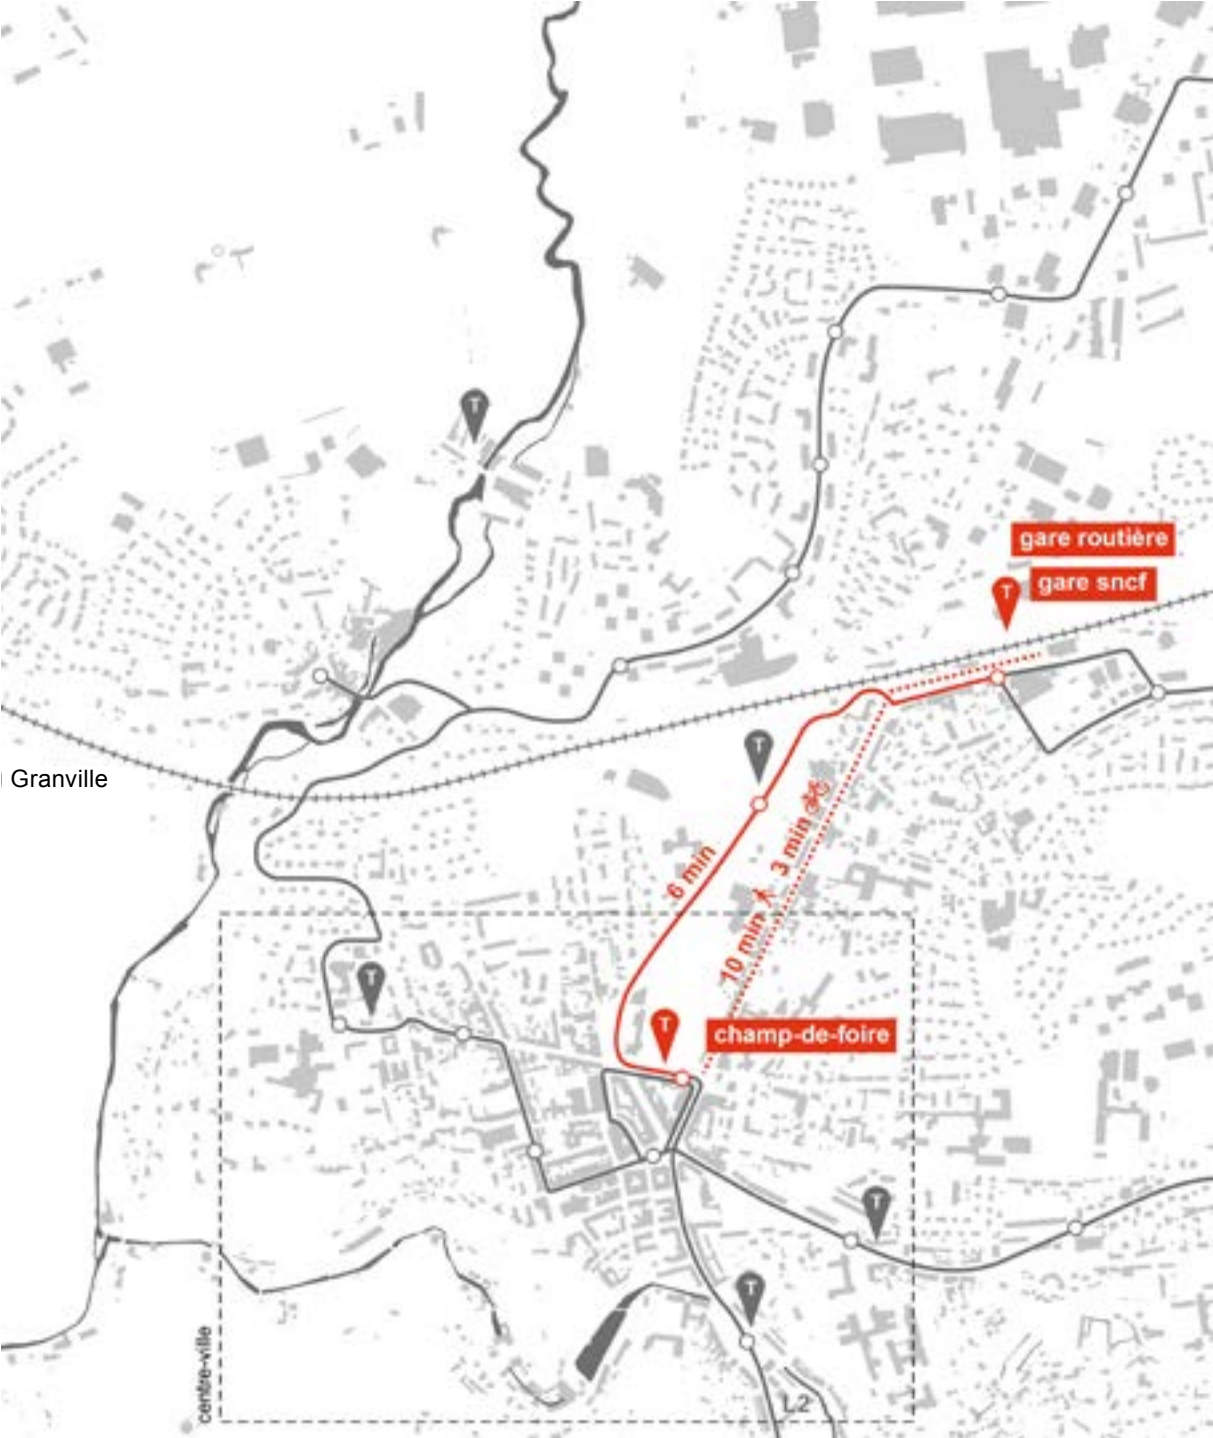 T
gare routière
T
gare sncf
T
Granville
3 min
6 min
10 min
T
T
champ-de-foire
T
T
centre-ville
L2